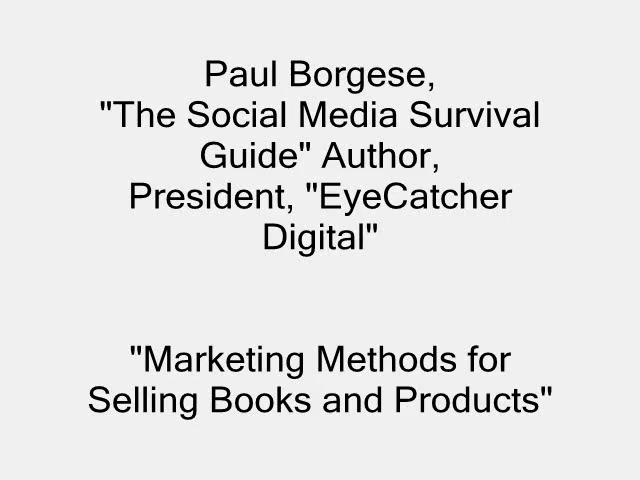 Paul Borgese,
"The Social Media Survival
Guide" Author,
President, "EyeCatcher
Digital"
"Marketing Methods for
Selling Books and Products"